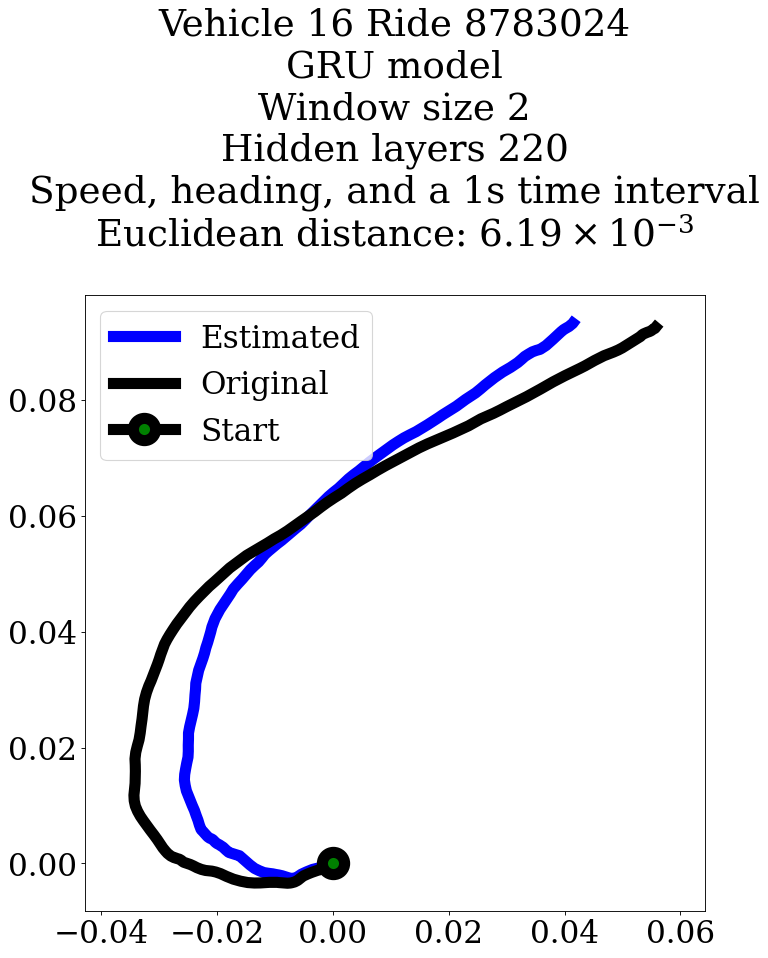 Vehicle 16 Ride 8783024
GRU model
Window size 2
Hidden layers 220
Speed, heading, and a 1s time interval
Euclidean distance: 6.19 × 10⁻³
Estimated
Original
Start
0.08
0.06
0.04
0.02
0.00
−0.04 −0.02 0.00 0.02 0.04 0.06